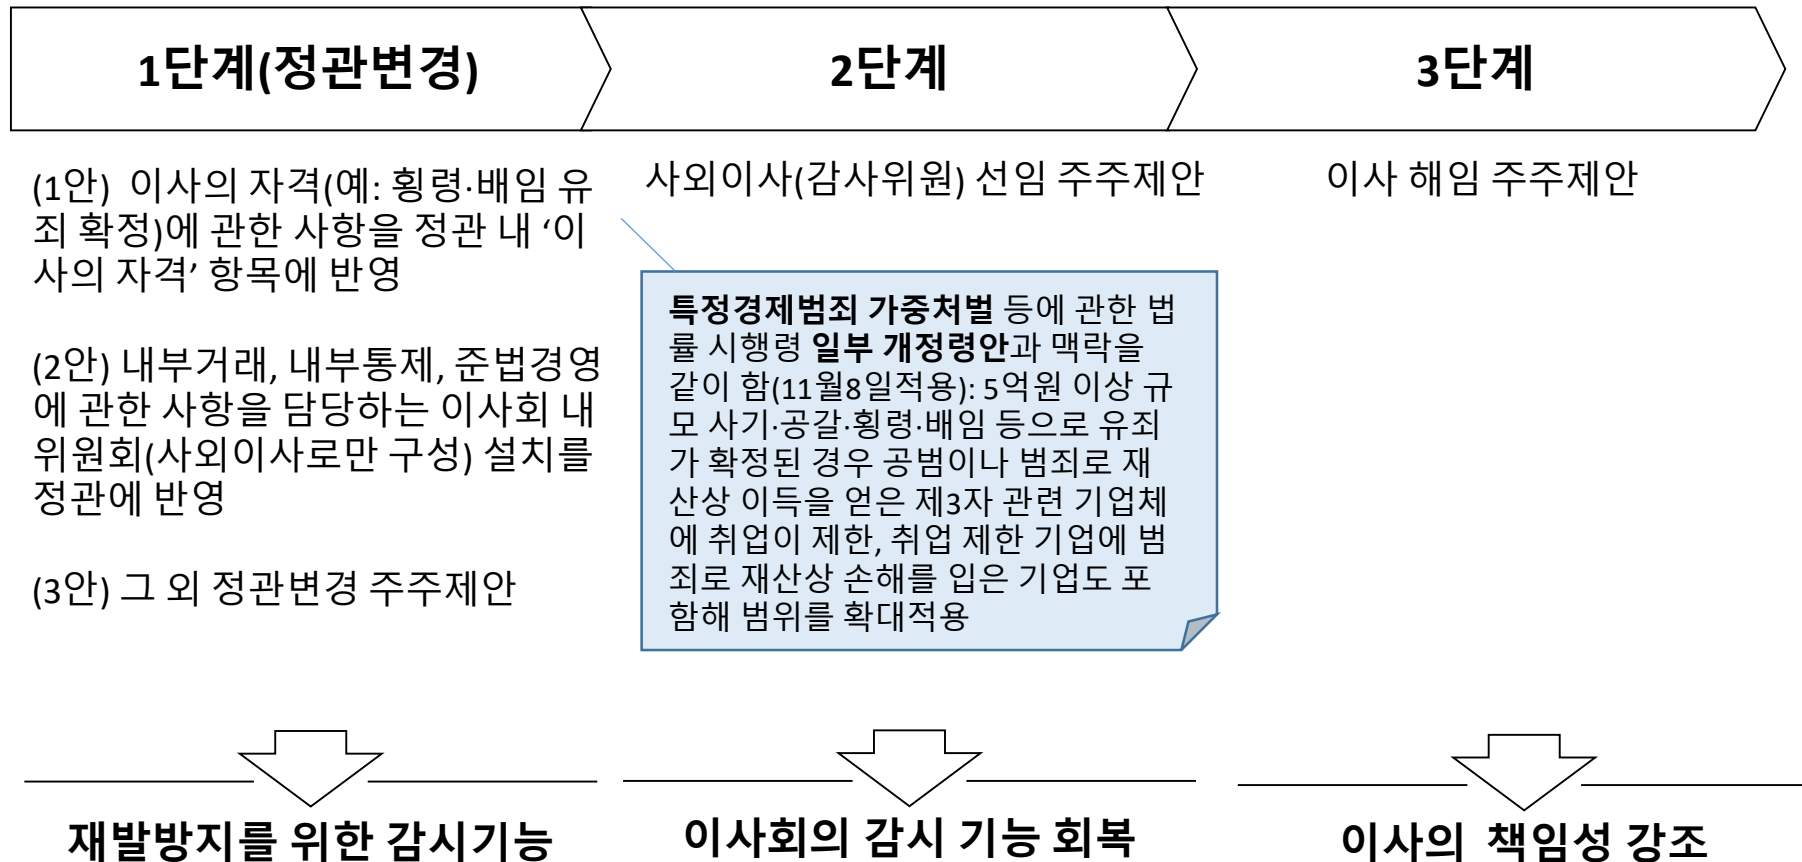 1단계(정관변경)
2단계
3단계
(1안)  이사의 자격(예: 횡령·배임 유
죄 확정)에 관한 사항을 정관 내 ‘이
사의 자격’ 항목에 반영
(2안) 내부거래, 내부통제, 준법경영
에 관한 사항을 담당하는 이사회 내
위원회(사외이사로만 구성) 설치를
정관에 반영
(3안) 그 외 정관변경 주주제안
사외이사(감사위원) 선임 주주제안
특정경제범죄 가중처벌 등에 관한 법
률 시행령 일부 개정령안과 맥락을
같이 함(11월8일적용): 5억원 이상 규
모 사기·공갈·횡령·배임 등으로 유죄
가 확정된 경우 공범이나 범죄로 재
산상 이득을 얻은 제3자 관련 기업체
에 취업이 제한, 취업 제한 기업에 범
죄로 재산상 손해를 입은 기업도 포
함해 범위를 확대적용
이사 해임 주주제안
재발방지를 위한 감시기능
이사회의 감시 기능 회복
이사의  책임성 강조